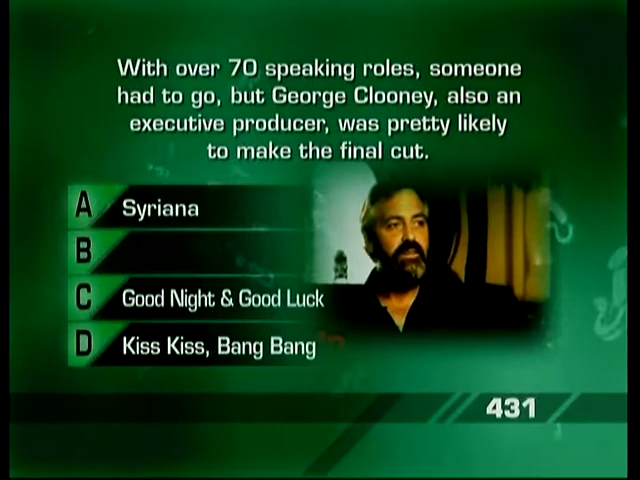 With over 70 speaking roles, someone
had to go, but George Clooney, also an
executive producer, was pretty likely
to make the final cut.
A Syriana
B
C Good Night & Good Luck
D Kiss Kiss, Bang Bang
431